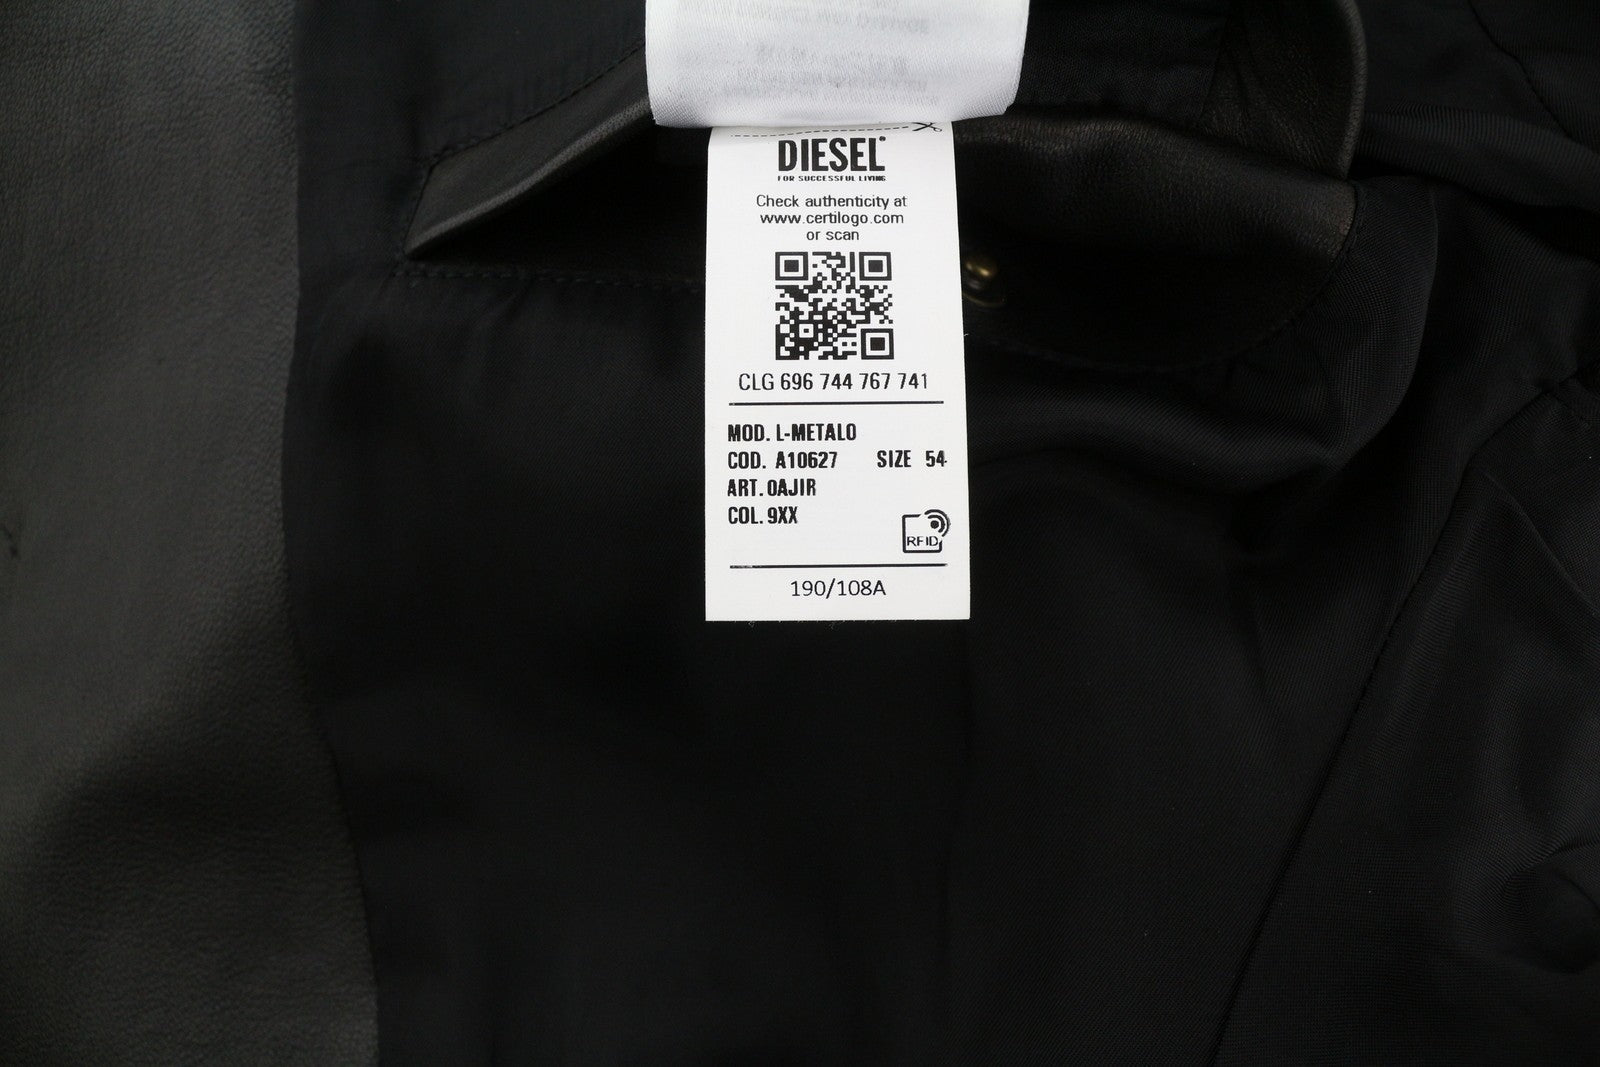 DIESEL®
FOR SUCCESSFUL LIVING
Check authenticity at
www.certilogo.com
or scan
CLG 696 744 767 741
MOD. L-METALO
COD. A10627 SIZE 54
ART. 0AJIR
COL. 9XX
RFID
190/108A